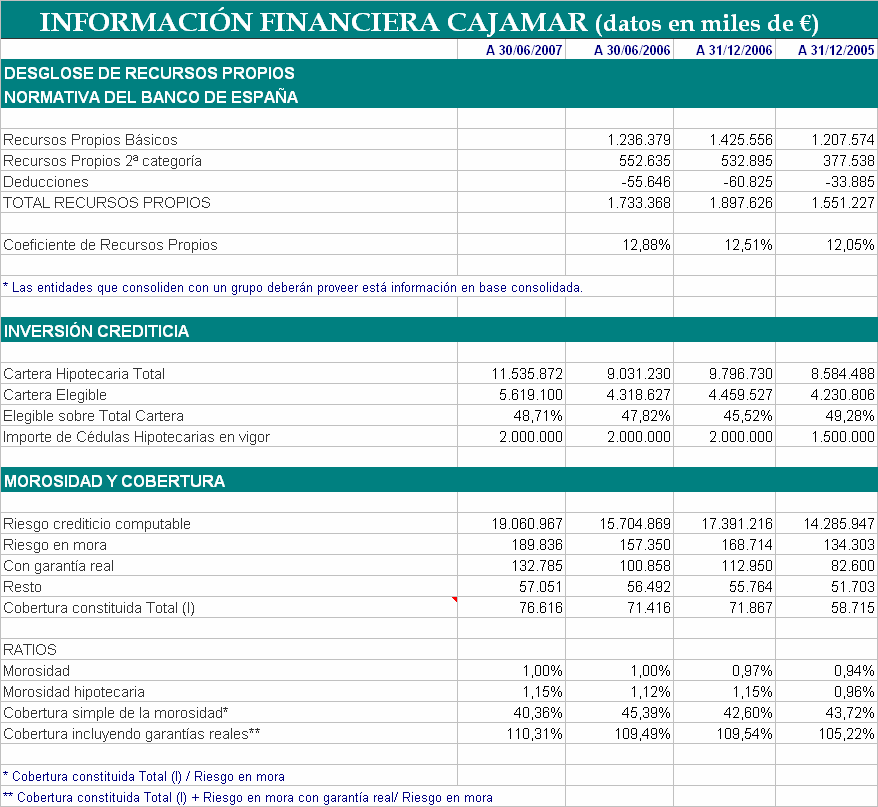 INFORMACIÓN FINANCIERA CAJAMAR (datos en miles de €)
A 30/06/2007 A 30/06/2006 A 31/12/2006 A 31/12/2005
DESGLOSE DE RECURSOS PROPIOS
NORMATIVA DEL BANCO DE ESPAÑA
Recursos Propios Básicos 1.236.379 1.425.556 1.207.574
Recursos Propios 2ª categoría 552.635 532.895 377.538
Deducciones -55.646 -60.825 -33.885
TOTAL RECURSOS PROPIOS 1.733.368 1.897.626 1.551.227
Coeficiente de Recursos Propios 12,88% 12,51% 12,05%
* Las entidades que consoliden con un grupo deberán proveer está información en base consolidada.
INVERSIÓN CREDITICIA
Cartera Hipotecaria Total 11.535.872 9.031.230 9.796.730 8.584.488
Cartera Elegible 5.619.100 4.318.627 4.459.527 4.230.806
Elegible sobre Total Cartera 48,71% 47,82% 45,52% 49,28%
Importe de Cédulas Hipotecarias en vigor 2.000.000 2.000.000 2.000.000 1.500.000
MOROSIDAD Y COBERTURA
Riesgo crediticio computable 19.060.967 15.704.869 17.391.216 14.285.947
Riesgo en mora 189.836 157.350 168.714 134.303
Con garantía real 132.785 100.858 112.950 82.600
Resto 57.051 56.492 55.764 51.703
Cobertura constituida Total (I) 76.616 71.416 71.867 58.715
RATIOS
Morosidad 1,00% 1,00% 0,97% 0,94%
Morosidad hipotecaria 1,15% 1,12% 1,15% 0,96%
Cobertura simple de la morosidad* 40,36% 45,39% 42,60% 43,72%
Cobertura incluyendo garantías reales** 110,31% 109,49% 109,54% 105,22%
* Cobertura constituida Total (I) / Riesgo en mora
** Cobertura constituida Total (I) + Riesgo en mora con garantía real/ Riesgo en mora